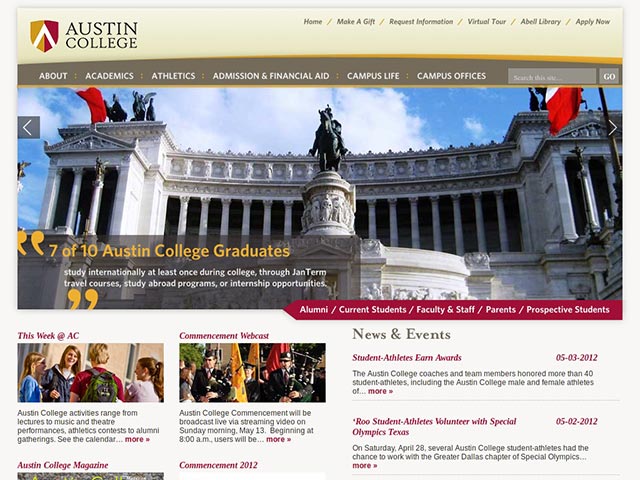 AUSTIN
COLLEGE
Home / Make A Gift / Request Information / Virtual Tour / Abell Library / Apply Now
ABOUT : ACADEMICS : ATHLETICS : ADMISSION & FINANCIAL AID : CAMPUS LIFE : CAMPUS OFFICES
Search this site...
GO
“ 7 of 10 Austin College Graduates
study internationally at least once during college, through JanTerm
travel courses, study abroad programs, or internship opportunities.
”
Alumni / Current Students / Faculty & Staff / Parents / Prospective Students
This Week @ AC
Austin College activities range from
lectures to music and theatre
performances, athletics contests to alumni
gatherings. See the calendar… more »
Commencement Webcast
Austin College Commencement will be
broadcast live via streaming video on
Sunday morning, May 13. Beginning at
8:00 a.m., users will be… more »
News & Events
Student-Athletes Earn Awards 05-03-2012
The Austin College coaches and team members honored more than 40
student-athletes, including the Austin College male and female athletes
of… more »
‘Roo Student-Athletes Volunteer with Special
Olympics Texas
05-02-2012
On Saturday, April 28, several Austin College student-athletes had the
chance to work with the Greater Dallas chapter of Special Olympics…
more »
Austin College Magazine
Commencement 2012